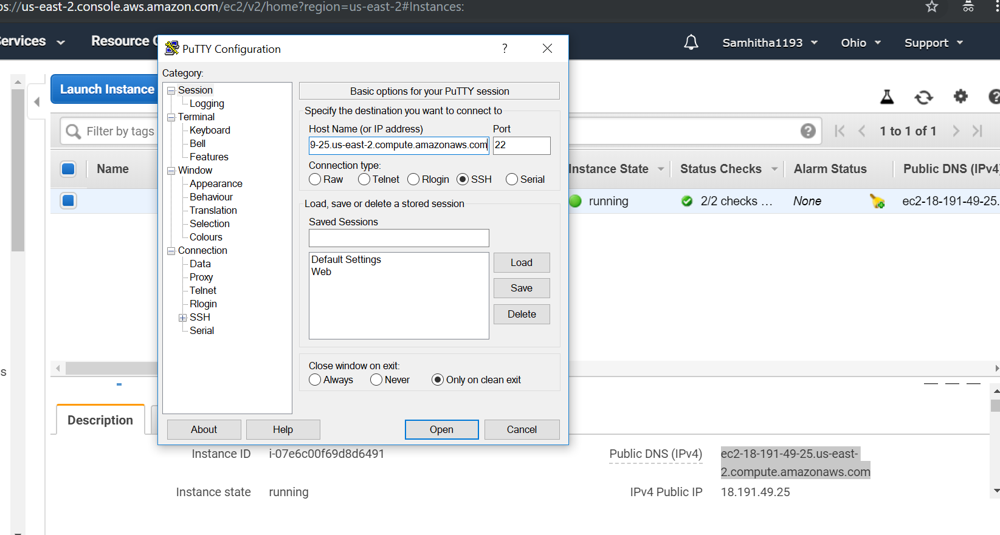 ps://us-east-2.console.aws.amazon.com/ec2/v2/home?region=us-east-2#Instances:
ervices
Resource
Samhitha1193
Ohio
Support
PuTTY Configuration
?
Category:
Session
Logging
Terminal
Keyboard
Bell
Features
Window
Appearance
Behaviour
Translation
Selection
Colours
Connection
Data
Proxy
Telnet
Rlogin
SSH
Serial
Basic options for your PuTTY session
Specify the destination you want to connect to
Host Name (or IP address) Port
9-25.us-east-2.compute.amazonaws.com 22
Connection type:
Raw Telnet Rlogin SSH Serial
Load, save or delete a stored session
Saved Sessions
Default Settings
Web
Load
Save
Delete
Close window on exit:
Always Never Only on clean exit
About Help Open Cancel
Launch Instance
Filter by tags
1 to 1 of 1
Name
Instance State Status Checks Alarm Status Public DNS (IPv4)
running 2/2 checks ... None ec2-18-191-49-25.
s
Description
Instance ID i-07e6c00f69d8d6491
Instance state running
Public DNS (IPv4) ec2-18-191-49-25.us-east-
2.compute.amazonaws.com
IPv4 Public IP 18.191.49.25